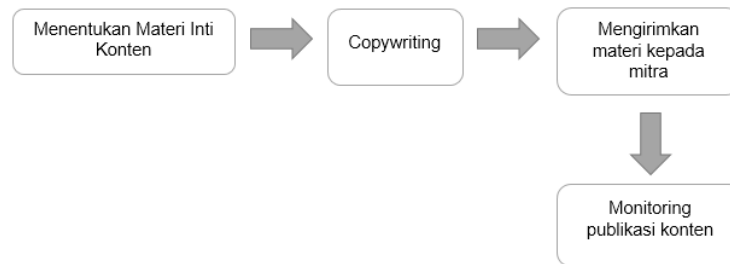 Menentukan Materi Inti
Konten
Copywriting
Mengirimkan
materi kepada
mitra
Monitoring
publikasi konten